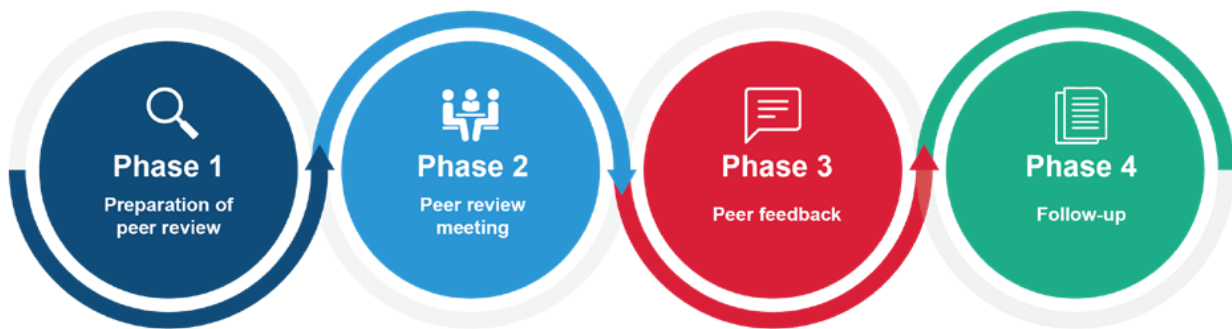 Phase 1
Preparation of
peer review
Phase 2
Peer review
meeting
Phase 3
Peer feedback
Phase 4
Follow-up